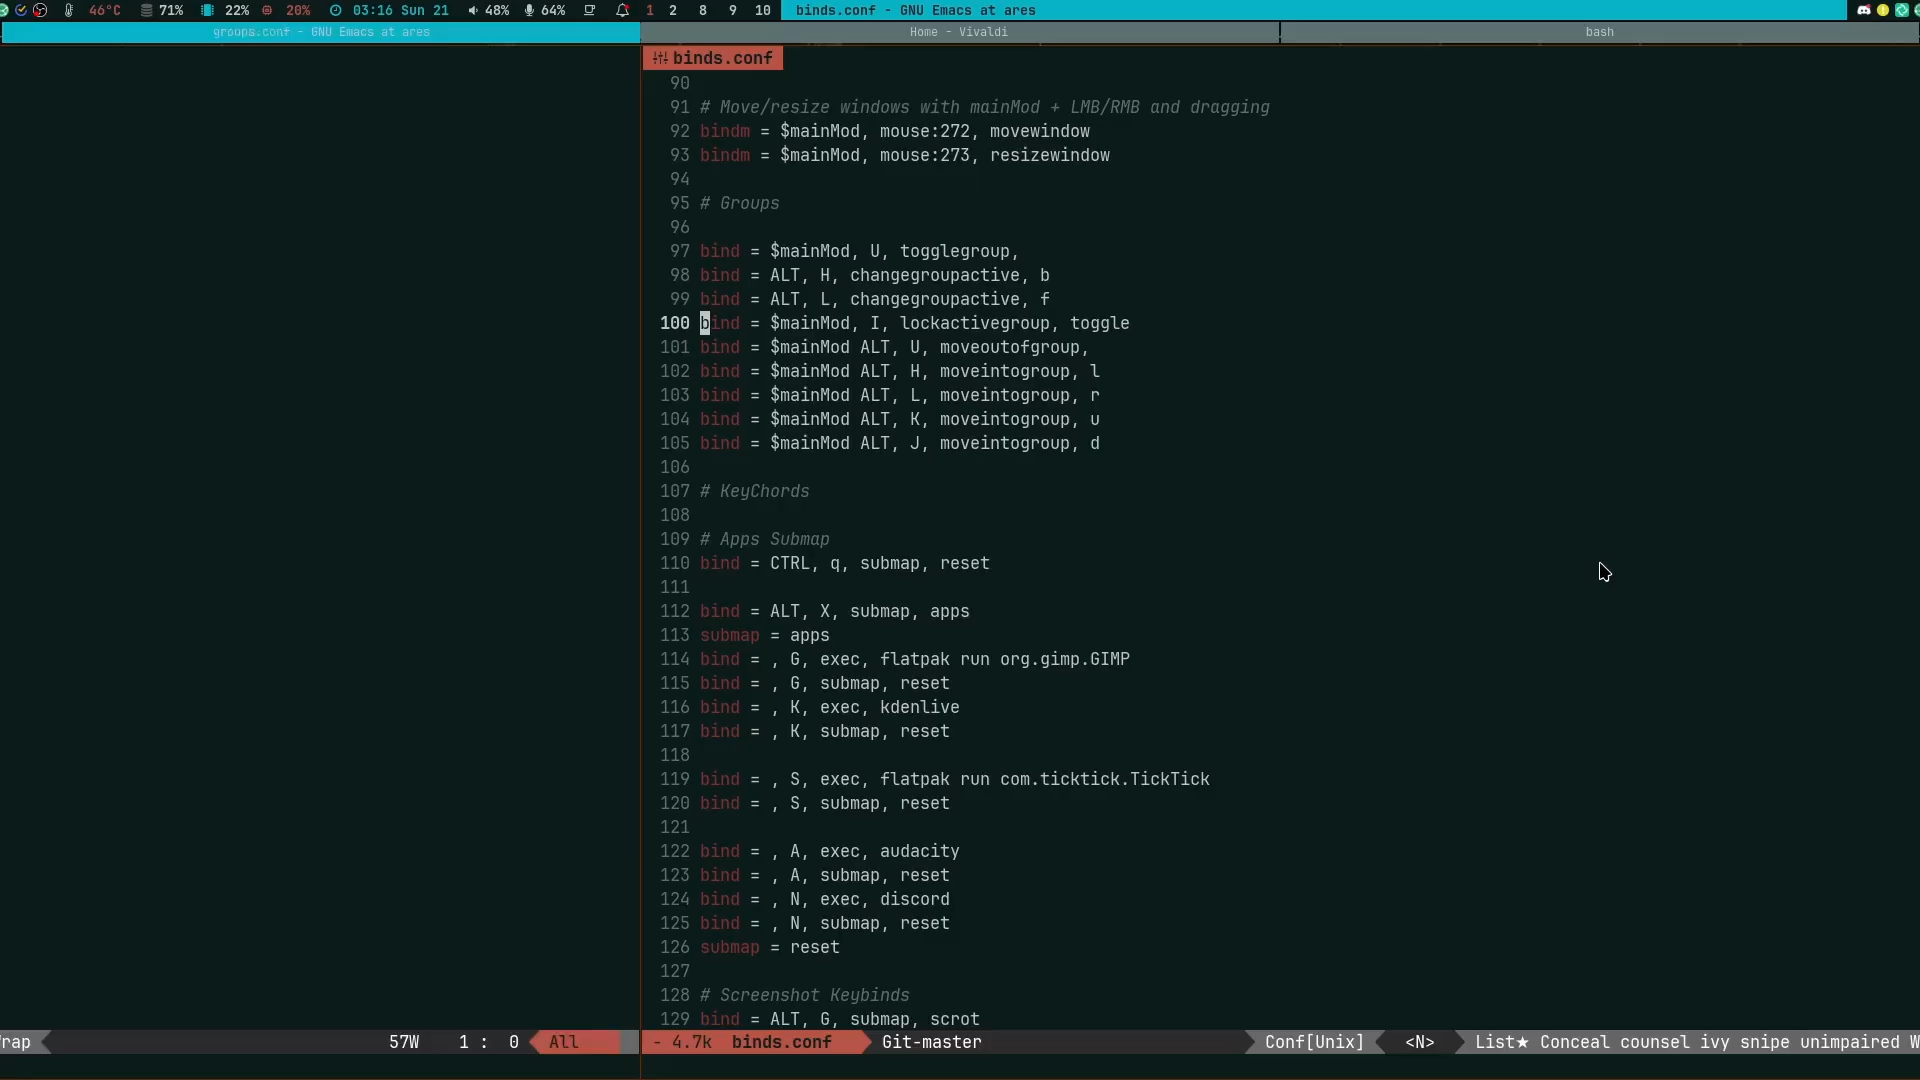 46°C 71% 22% 20% 03:16 Sun 21 48% 64% 1 2 8 9 10 binds.conf - GNU Emacs at ares
groups.conf - GNU Emacs at ares Home - Vivaldi bash
binds.conf
90
91 # Move/resize windows with mainMod + LMB/RMB and dragging
92 bindm = $mainMod, mouse:272, movewindow
93 bindm = $mainMod, mouse:273, resizewindow
94
95 # Groups
96
97 bind = $mainMod, U, togglegroup,
98 bind = ALT, H, changegroupactive, b
99 bind = ALT, L, changegroupactive, f
100 bind = $mainMod, I, lockactivegroup, toggle
101 bind = $mainMod ALT, U, moveoutofgroup,
102 bind = $mainMod ALT, H, moveintogroup, l
103 bind = $mainMod ALT, L, moveintogroup, r
104 bind = $mainMod ALT, K, moveintogroup, u
105 bind = $mainMod ALT, J, moveintogroup, d
106
107 # KeyChords
108
109 # Apps Submap
110 bind = CTRL, q, submap, reset
111
112 bind = ALT, X, submap, apps
113 submap = apps
114 bind = , G, exec, flatpak run org.gimp.GIMP
115 bind = , G, submap, reset
116 bind = , K, exec, kdenlive
117 bind = , K, submap, reset
118
119 bind = , S, exec, flatpak run com.ticktick.TickTick
120 bind = , S, submap, reset
121
122 bind = , A, exec, audacity
123 bind = , A, submap, reset
124 bind = , N, exec, discord
125 bind = , N, submap, reset
126 submap = reset
127
128 # Screenshot Keybinds
129 bind = ALT, G, submap, scrot
rap 57W 1 : 0 All - 4.7k binds.conf Git-master Conf[Unix] <N> List★ Conceal counsel ivy snipe unimpaired W